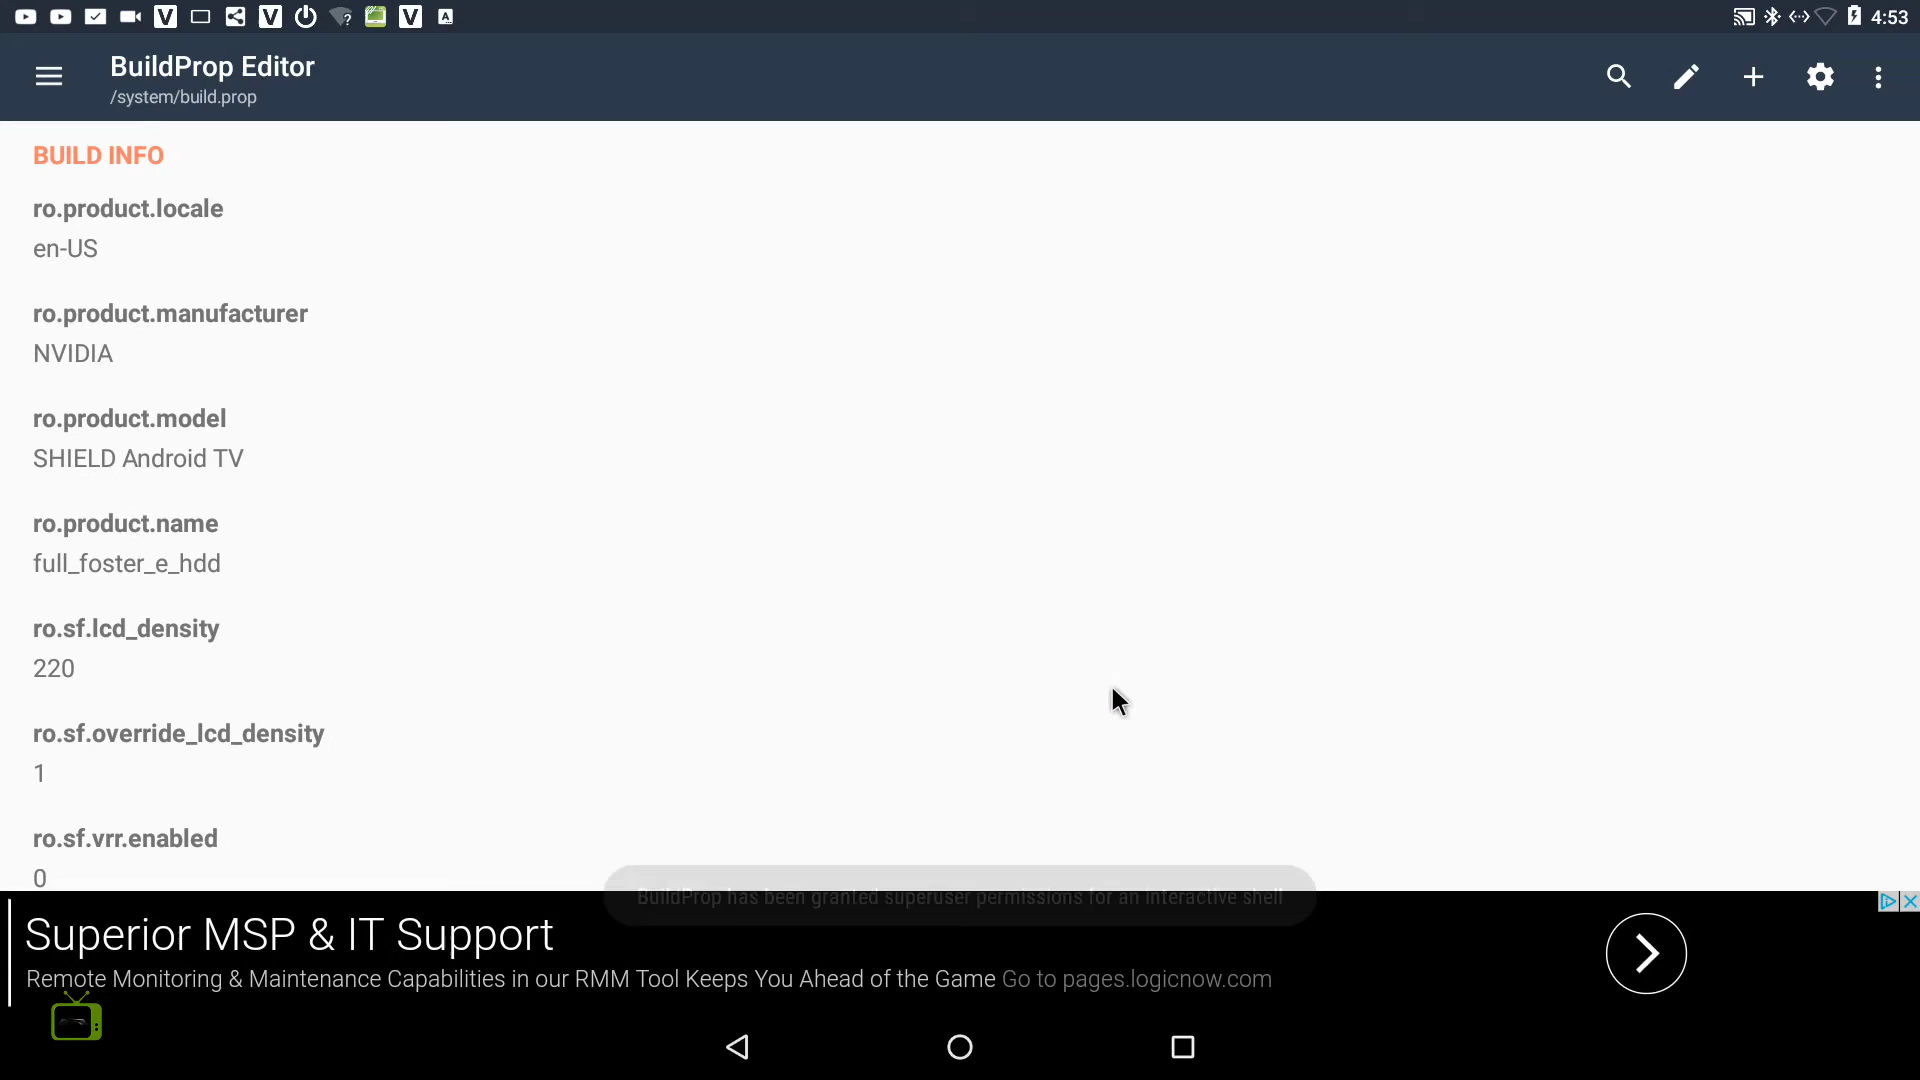 4:53
BuildProp Editor
/system/build.prop
BUILD INFO
ro.product.locale
en-US
ro.product.manufacturer
NVIDIA
ro.product.model
SHIELD Android TV
ro.product.name
full_foster_e_hdd
ro.sf.lcd_density
220
ro.sf.override_lcd_density
1
ro.sf.vrr.enabled
0
BuildProp has been granted superuser permissions for an interactive shell
Superior MSP & IT Support
Remote Monitoring & Maintenance Capabilities in our RMM Tool Keeps You Ahead of the Game Go to pages.logicnow.com